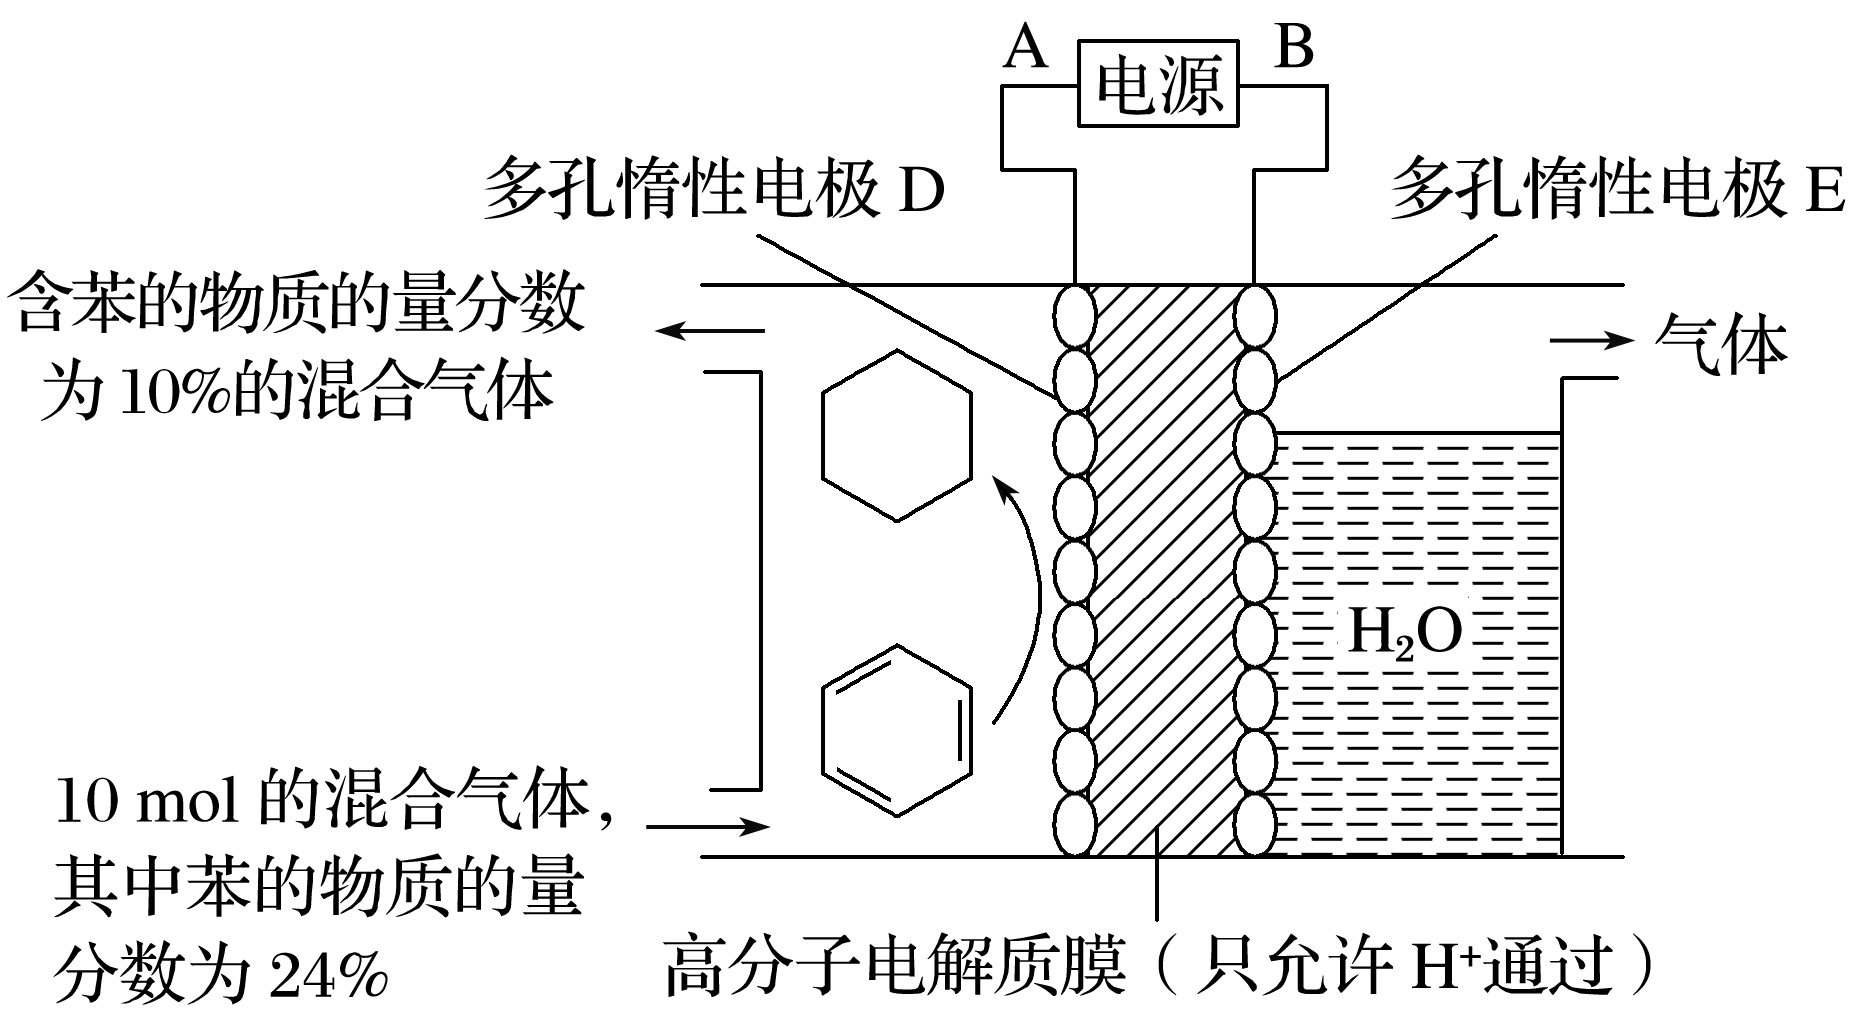 A
电源
B
多孔惰性电极 D
多孔惰性电极 E
含苯的物质的量分数
为 10%的混合气体
气体
H₂O
10 mol 的混合气体，
其中苯的物质的量
分数为 24%
高分子电解质膜（只允许 H⁺通过）